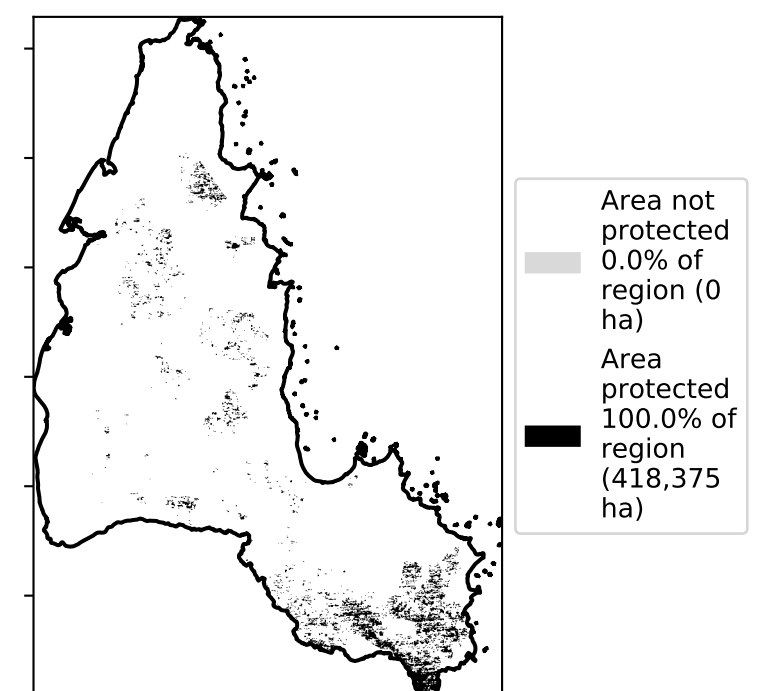 Area not
protected
0.0% of
region (0
ha)
Area
protected
100.0% of
region
(418,375
ha)